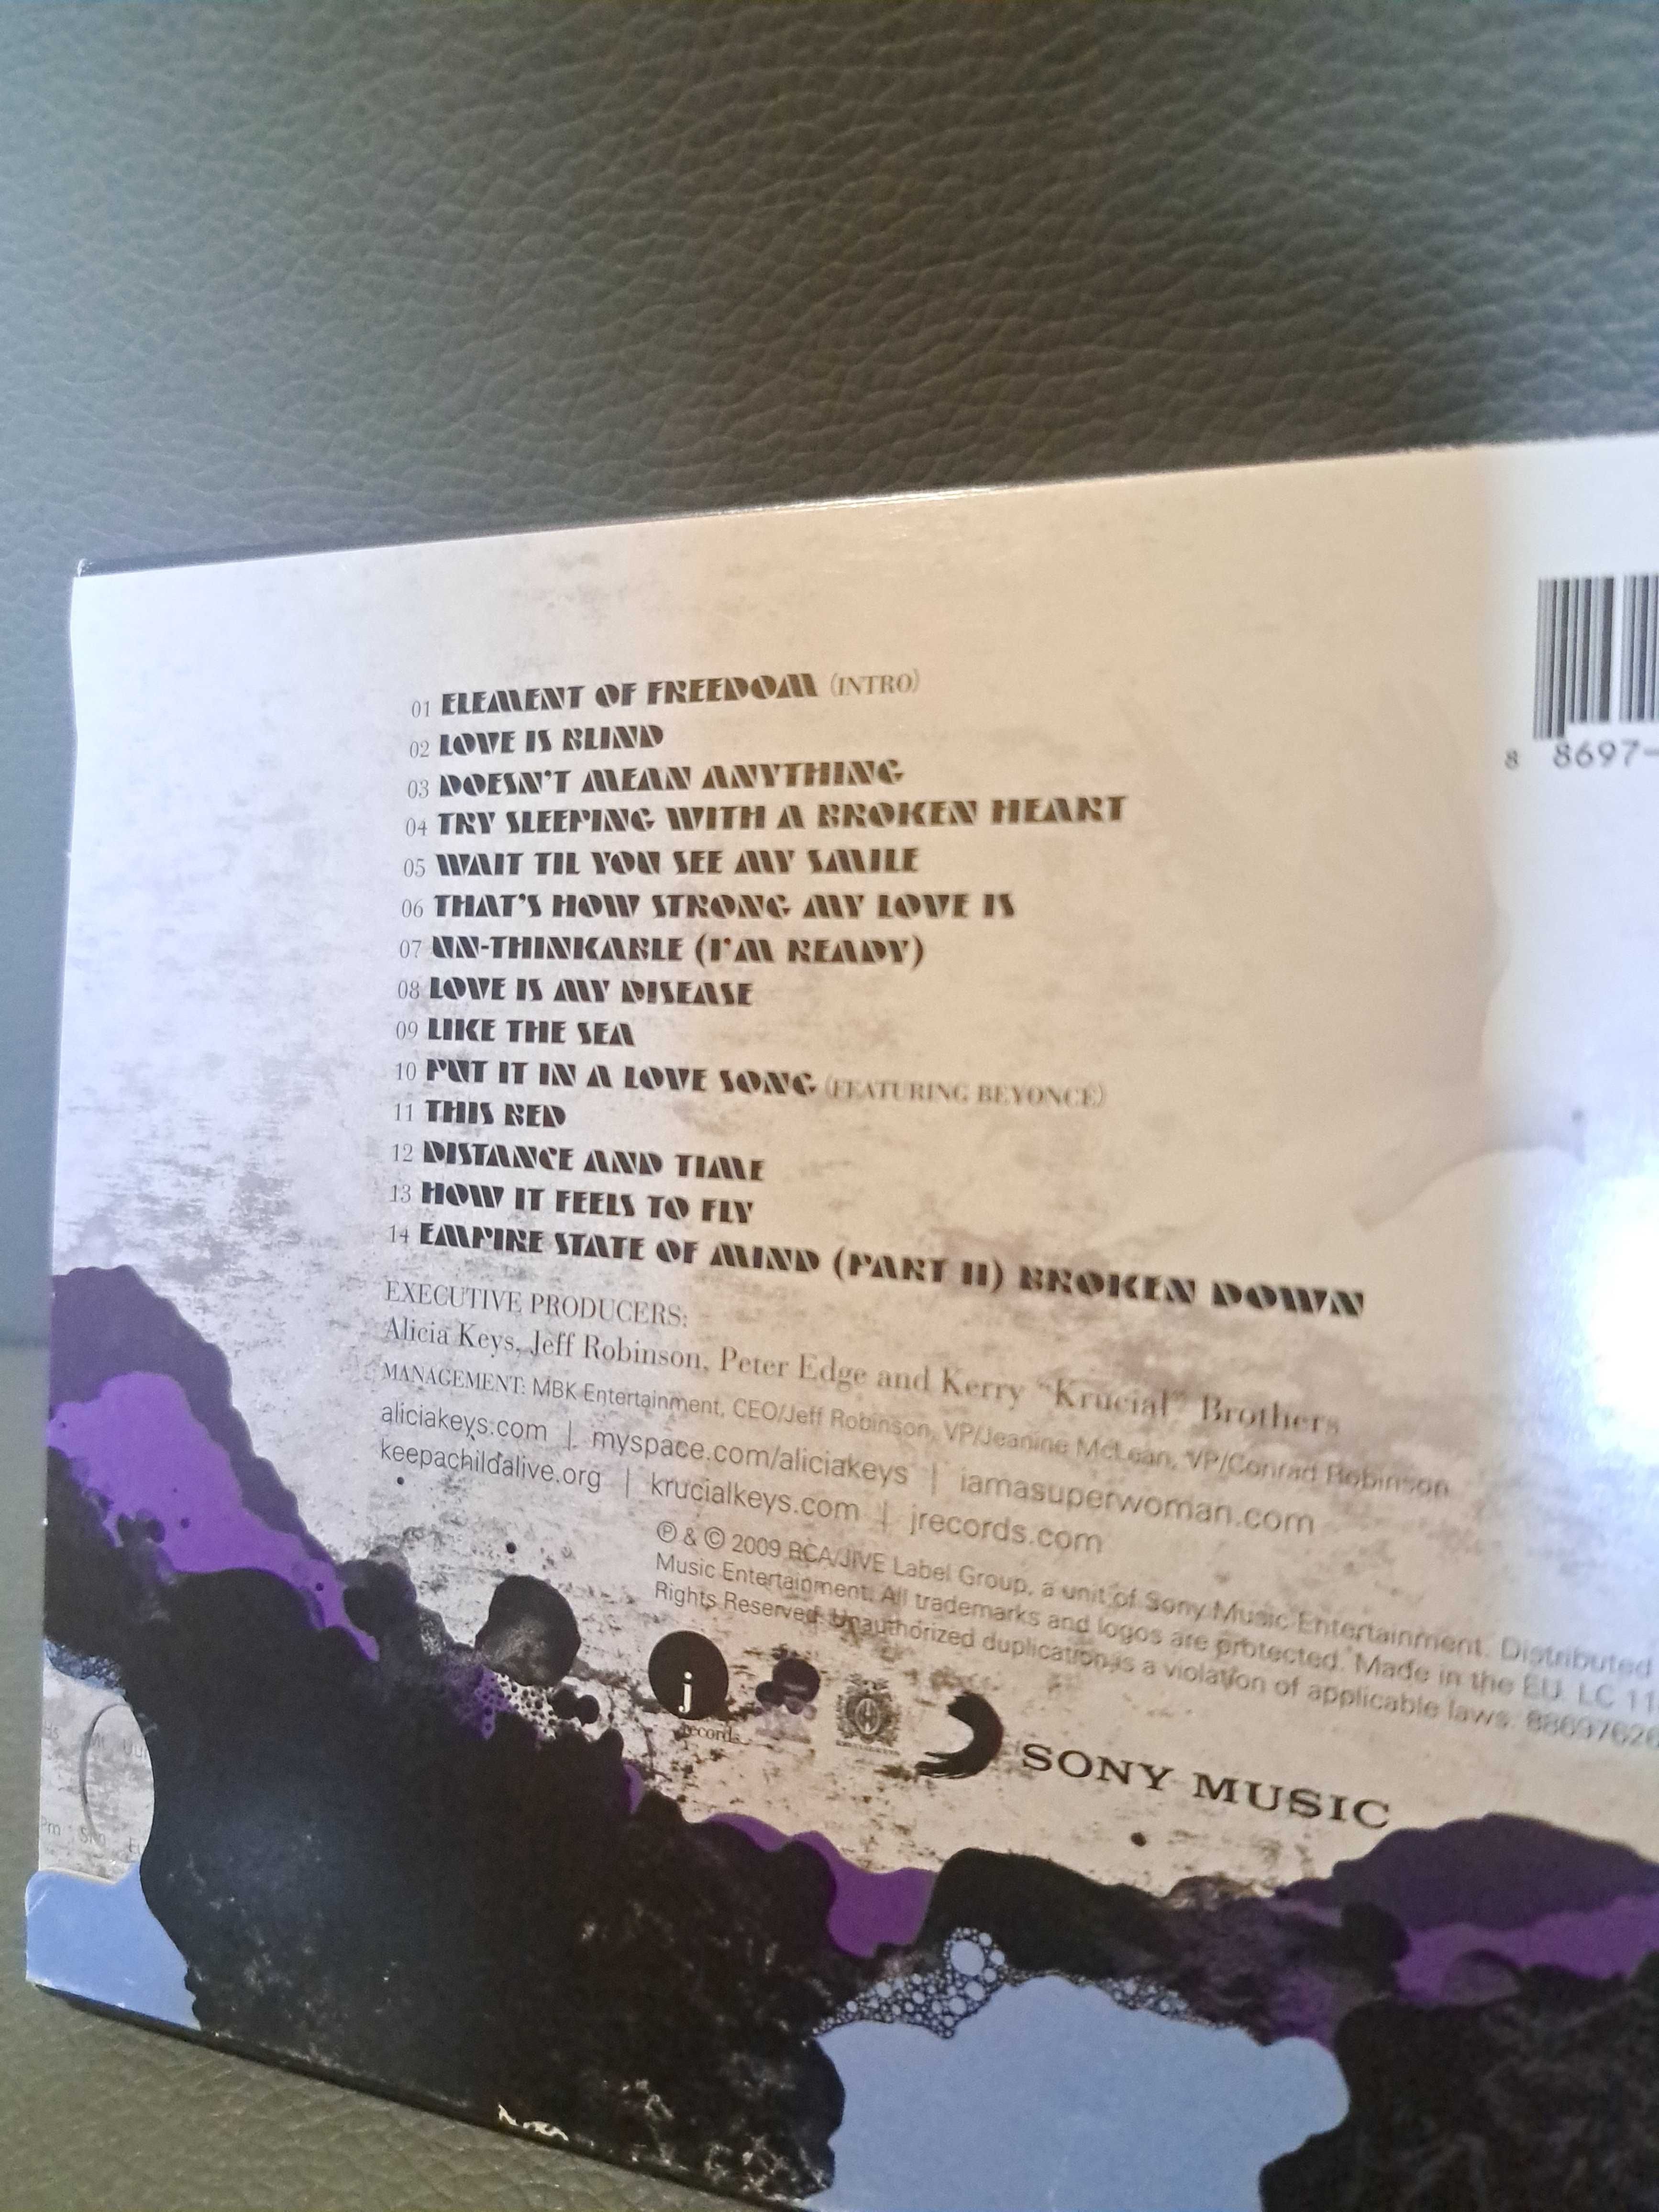 01 ELEMENT OF FREEDOM (INTRO)
02 LOVE IS BLIND
03 DOESN'T MEAN ANYTHING
04 TRY SLEEPING WITH A BROKEN HEART
05 WAIT TIL YOU SEE MY SMILE
06 THAT'S HOW STRONG MY LOVE IS
07 UN-THINKABLE (I'M READY)
08 LOVE IS MY DISEASE
09 LIKE THE SEA
10 PUT IT IN A LOVE SONG (FEATURING BEYONCÉ)
11 THIS BED
12 DISTANCE AND TIME
13 HOW IT FEELS TO FLY
14 EMPIRE STATE OF MIND (PART II) BROKEN DOWN
EXECUTIVE PRODUCERS:
Alicia Keys, Jeff Robinson, Peter Edge and Kerry "Krucial" Brothers
MANAGEMENT: MBK Entertainment, CEO/Jeff Robinson, VP/Jeanine McLean, VP/Conrad Robinson
aliciakeys.com | myspace.com/aliciakeys | iamasuperwoman.com
keepachildalive.org | krucialkeys.com | jrecords.com
℗ & © 2009 RCA/JIVE Label Group, a unit of Sony Music Entertainment. Distributed
Music Entertainment. All trademarks and logos are protected. Made in the EU. LC 11
Rights Reserved. Unauthorized duplication is a violation of applicable laws. 88697626
j records
SONY MUSIC
8 8697-